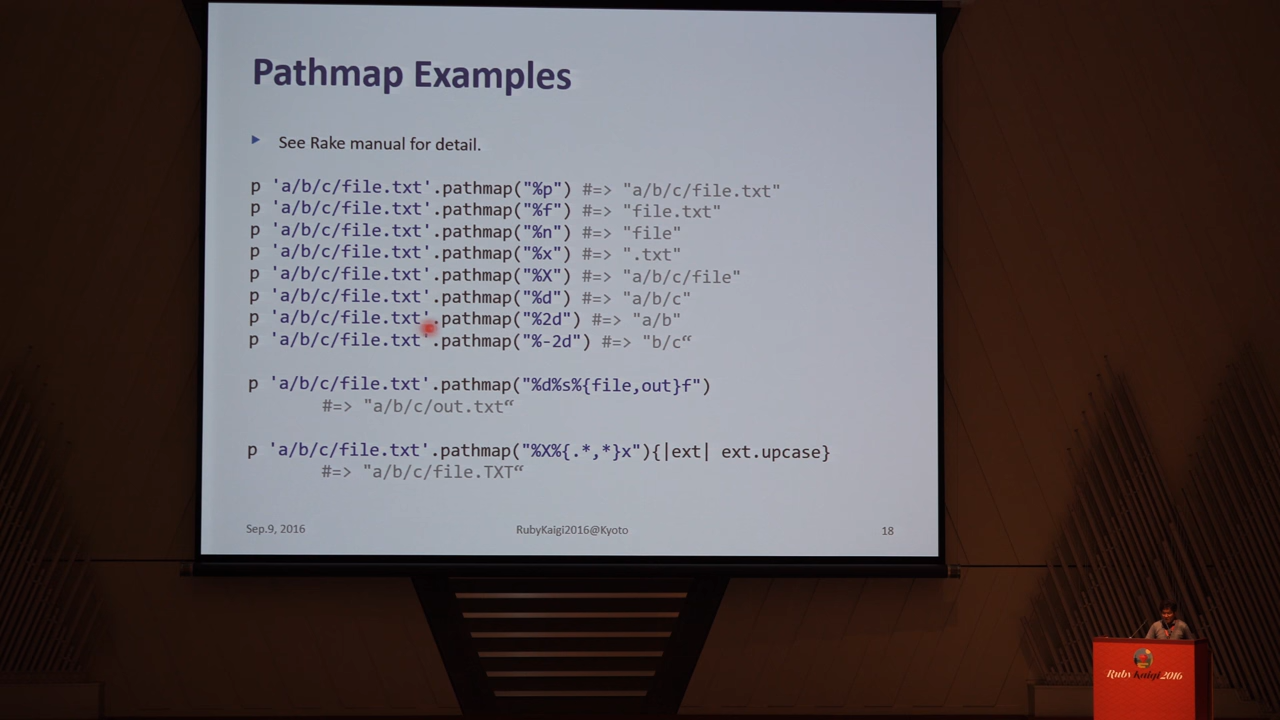 Pathmap Examples
See Rake manual for detail.
p 'a/b/c/file.txt'.pathmap("%p") #=> "a/b/c/file.txt"
p 'a/b/c/file.txt'.pathmap("%f") #=> "file.txt"
p 'a/b/c/file.txt'.pathmap("%n") #=> "file"
p 'a/b/c/file.txt'.pathmap("%x") #=> ".txt"
p 'a/b/c/file.txt'.pathmap("%X") #=> "a/b/c/file"
p 'a/b/c/file.txt'.pathmap("%d") #=> "a/b/c"
p 'a/b/c/file.txt'.pathmap("%2d") #=> "a/b"
p 'a/b/c/file.txt'.pathmap("%-2d") #=> "b/c“
p 'a/b/c/file.txt'.pathmap("%d%s%{file,out}f")
#=> "a/b/c/out.txt“
p 'a/b/c/file.txt'.pathmap("%X%{.*,*}x"){|ext| ext.upcase}
#=> "a/b/c/file.TXT“
Sep.9, 2016 RubyKaigi2016@Kyoto 18
RubyKaigi2016